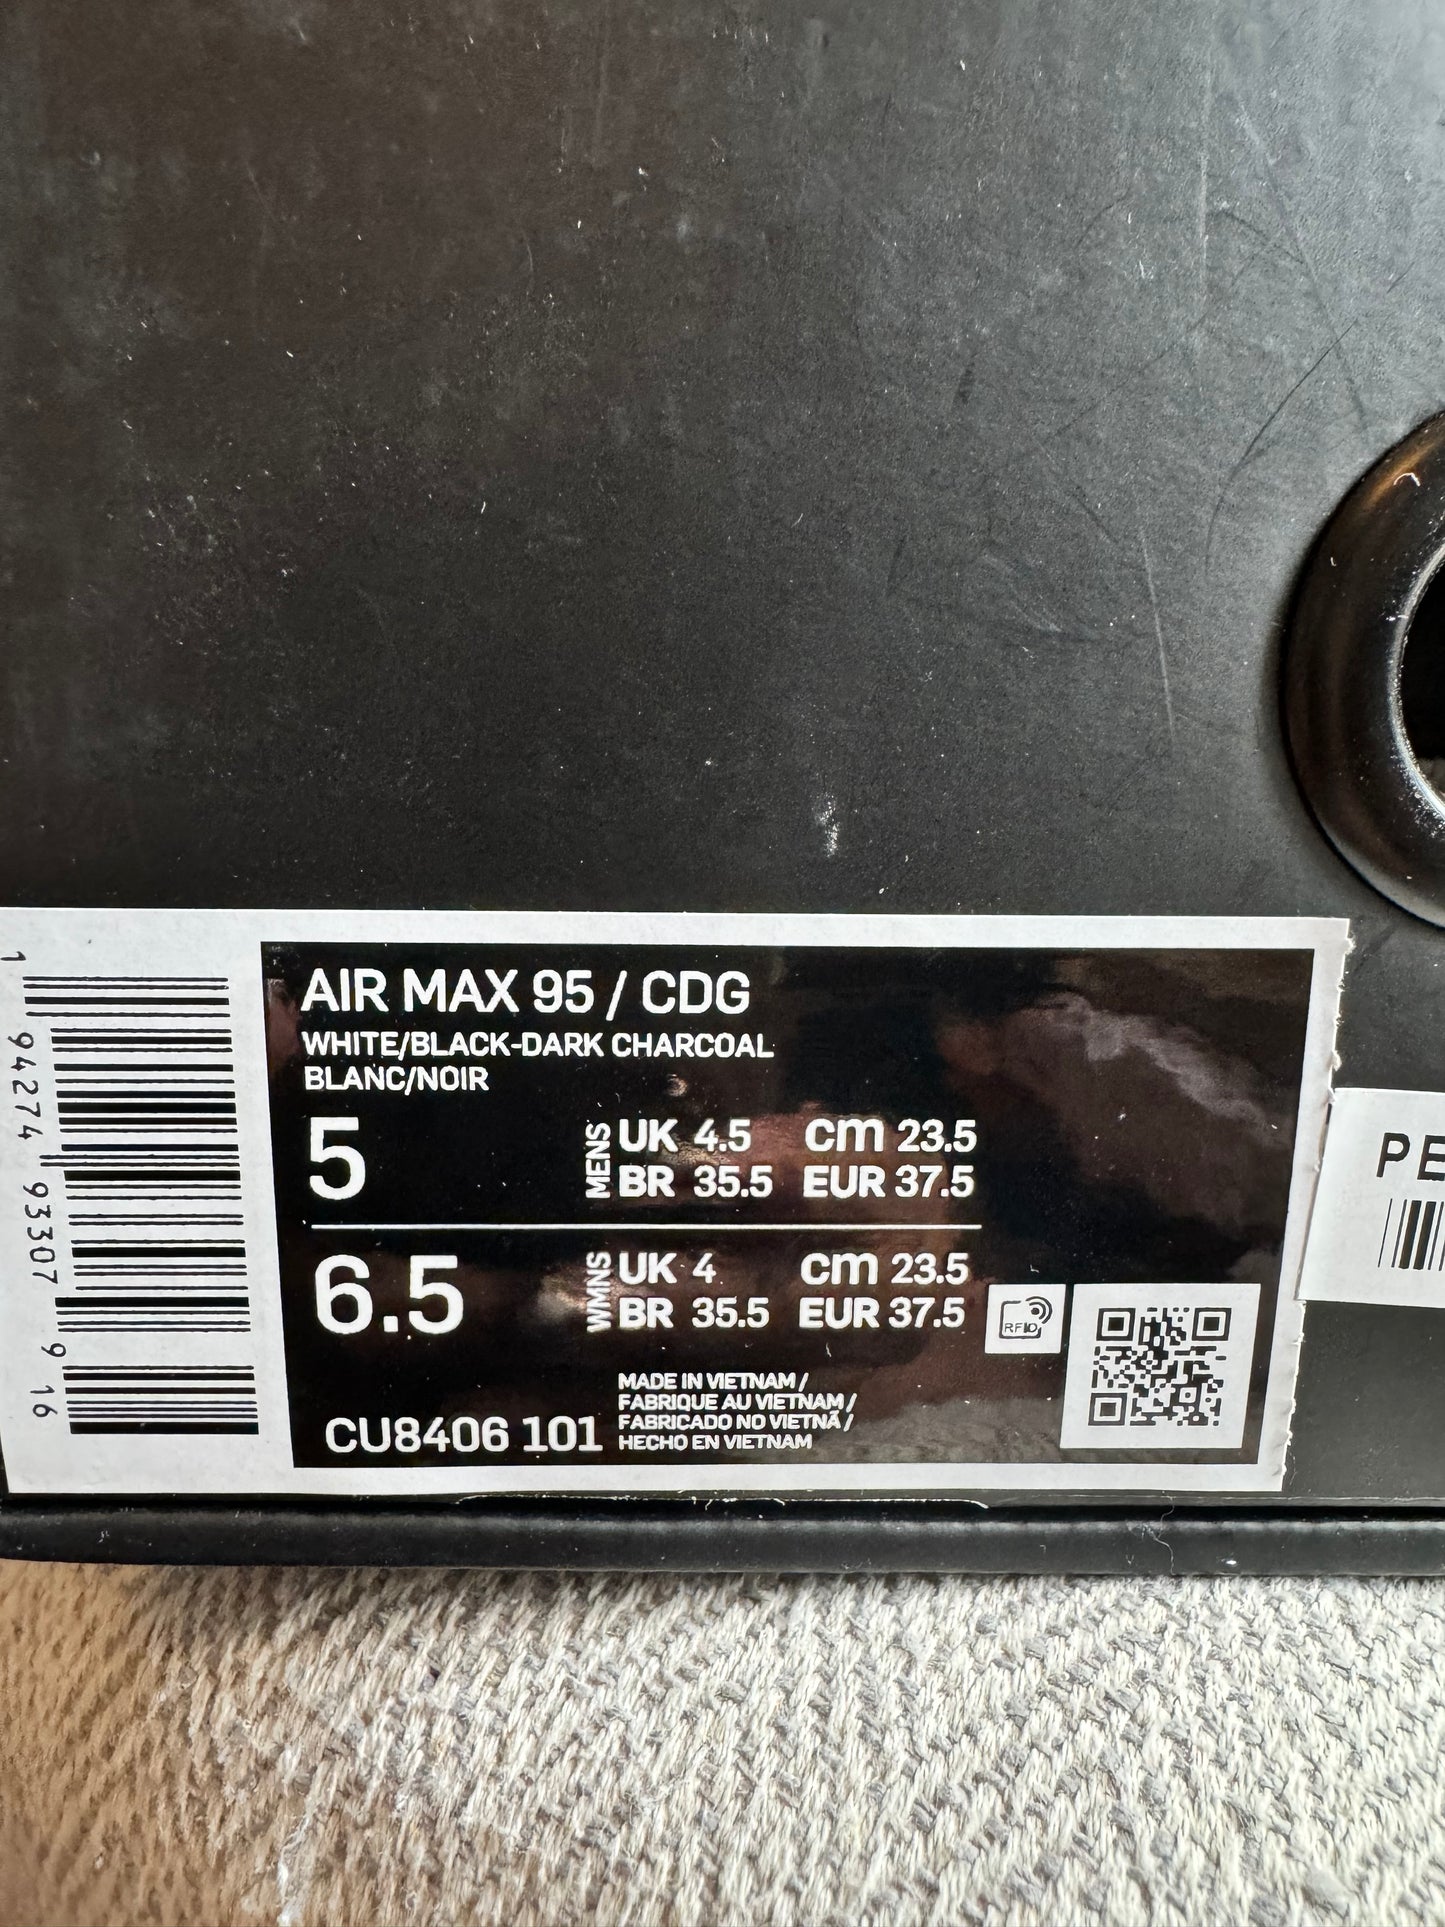 AIR MAX 95 / CDG
WHITE/BLACK-DARK CHARCOAL
BLANC/NOIR
5 MENS UK 4.5 cm 23.5
BR 35.5 EUR 37.5
6.5 WMNS UK 4 cm 23.5
BR 35.5 EUR 37.5
RFID
CU8406 101
MADE IN VIETNAM /
FABRIQUE AU VIETNAM /
FABRICADO NO VIETNÃ /
HECHO EN VIETNAM
1 94274 93307 9 16
PE